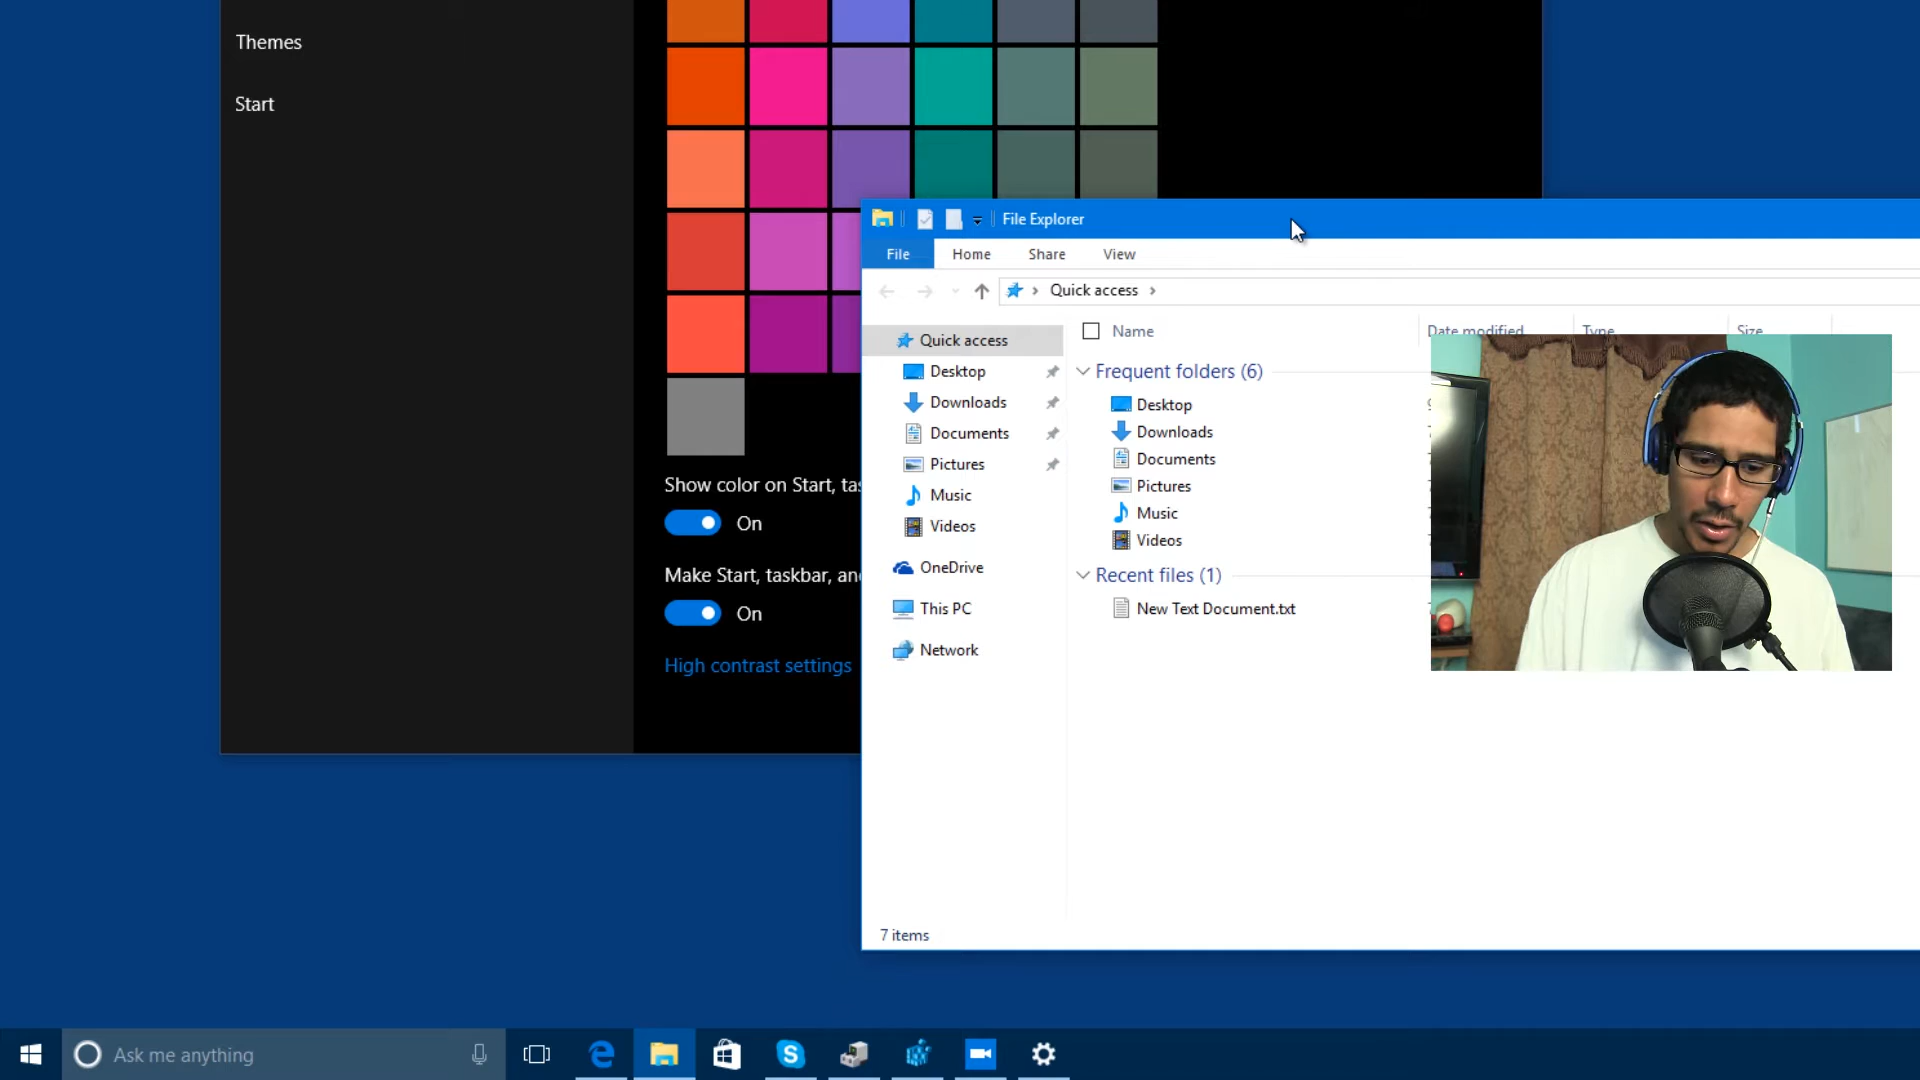 Themes
Start
File Explorer
File Home Share View
Quick access
Name Date modified Type Size
Quick access
Desktop
Downloads
Documents
Pictures
Music
Videos
OneDrive
This PC
Network
Frequent folders (6)
Desktop
Downloads
Documents
Pictures
Music
Videos
Recent files (1)
New Text Document.txt
Show color on Start,
On
Make Start, taskbar,
On
High contrast settings
7 items
Ask me anything